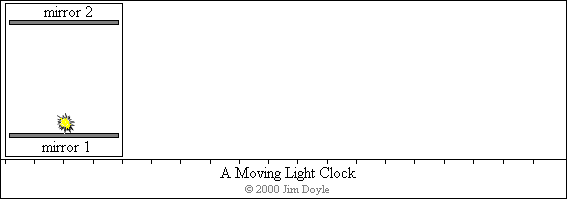 mirror 2
mirror 1
A Moving Light Clock
© 2000 Jim Doyle